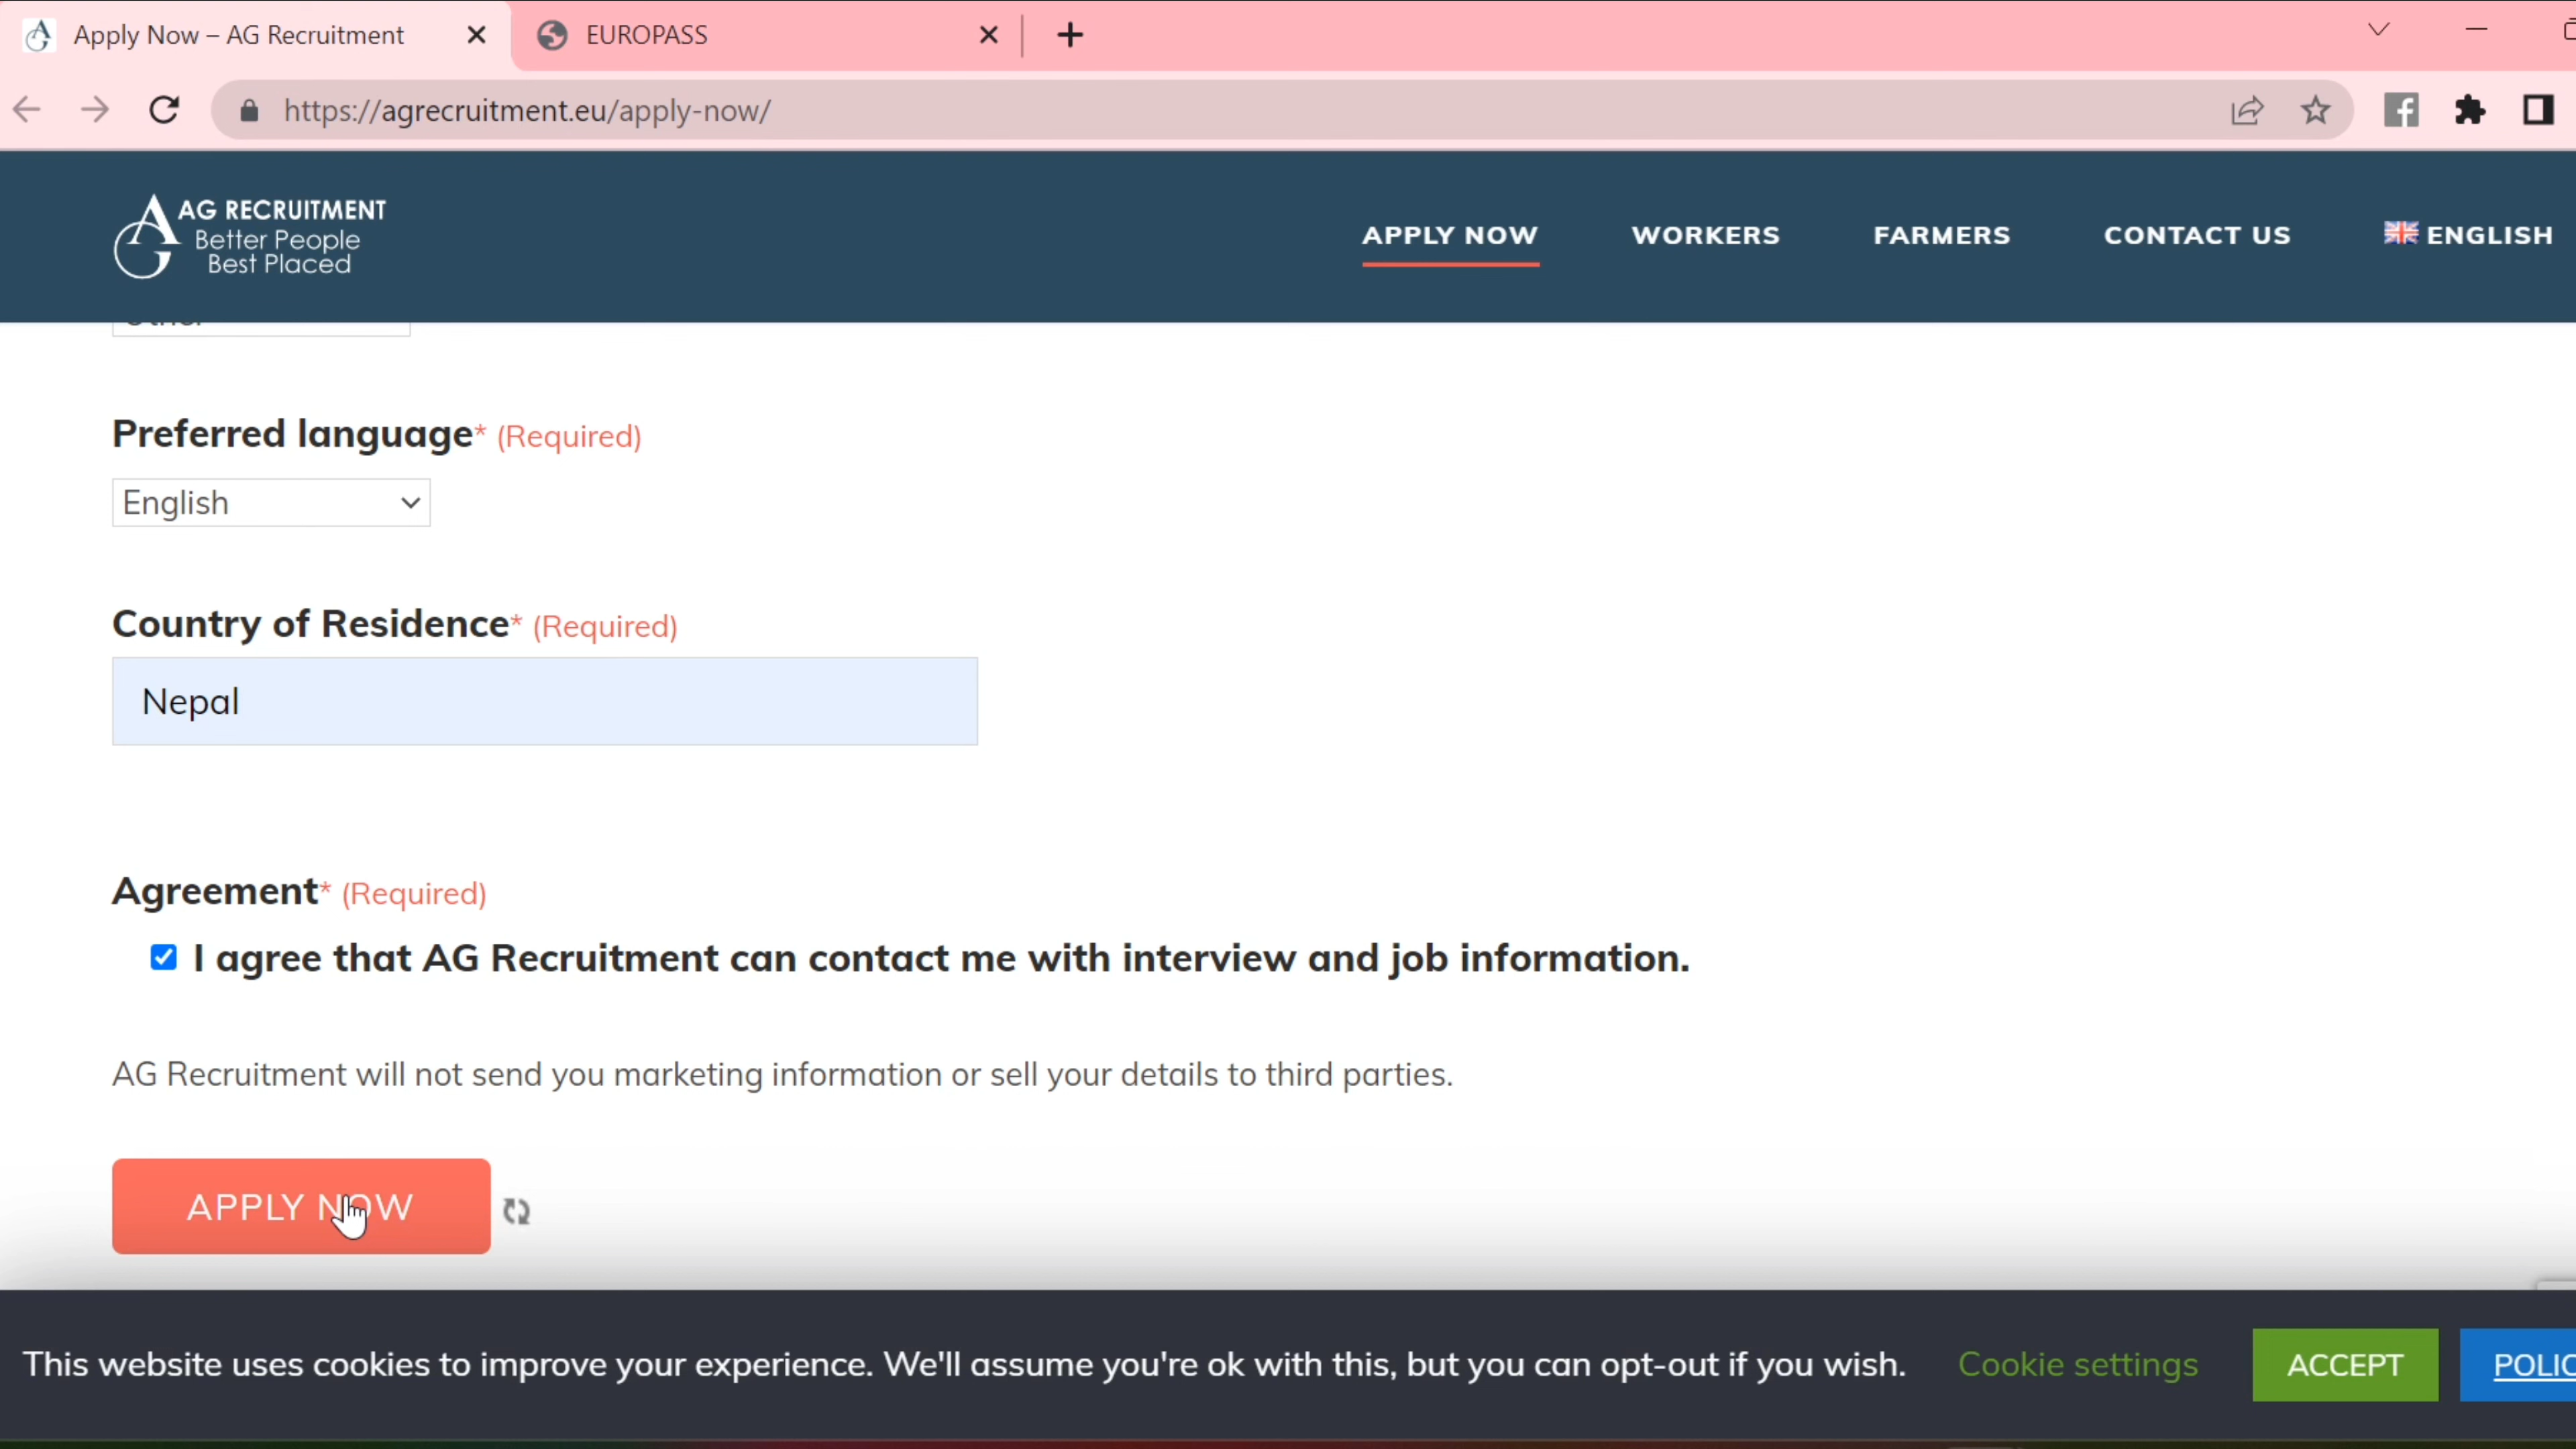 Apply Now – AG Recruitment
EUROPASS
https://agrecruitment.eu/apply-now/
AG RECRUITMENT
Better People
Best Placed
APPLY NOW
WORKERS
FARMERS
CONTACT US
ENGLISH
Preferred language* (Required)
English
Country of Residence* (Required)
Nepal
Agreement* (Required)
I agree that AG Recruitment can contact me with interview and job information.
AG Recruitment will not send you marketing information or sell your details to third parties.
APPLY NOW
This website uses cookies to improve your experience. We'll assume you're ok with this, but you can opt-out if you wish.
Cookie settings
ACCEPT